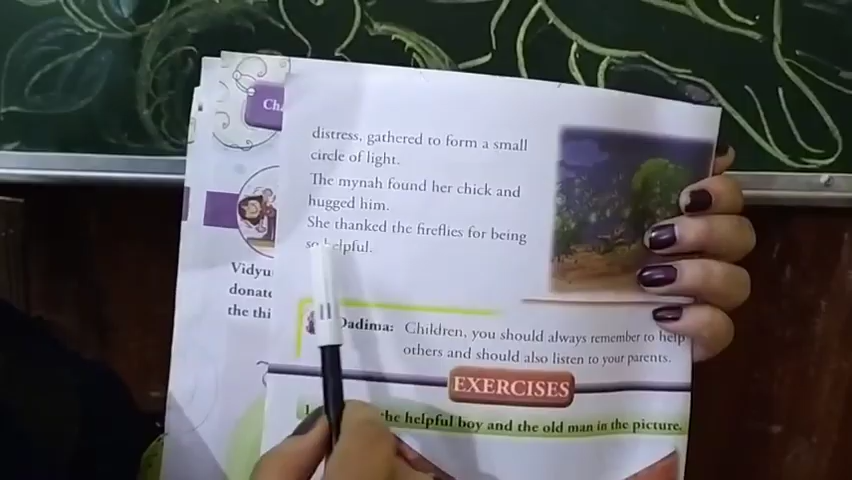 distress, gathered to form a small
circle of light.
The mynah found her chick and
hugged him.
She thanked the fireflies for being
so helpful.
Dadima: Children, you should always remember to help
others and should also listen to your parents.
EXERCISES
the helpful boy and the old man in the picture.
Vidyu
donate
the thi